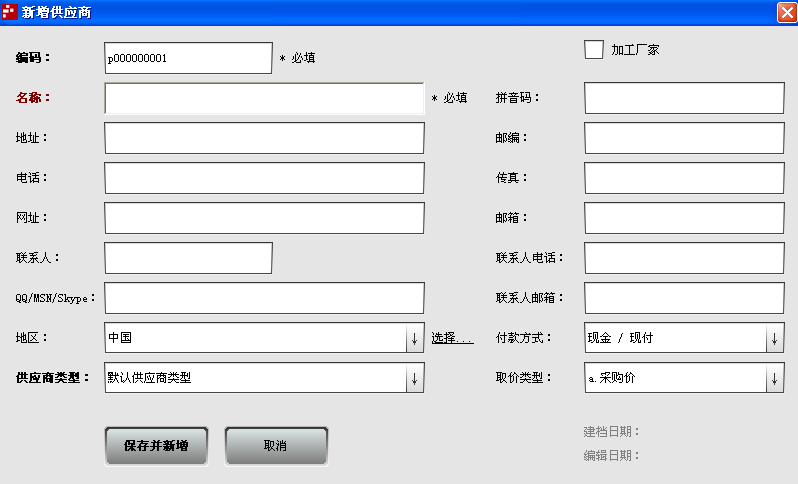 新增供应商
编码： p000000001 * 必填 加工厂家
名称： * 必填 拼音码：
地址： 邮编：
电话： 传真：
网址： 邮箱：
联系人： 联系人电话：
QQ/MSN/Skype： 联系人邮箱：
地区： 中国 选择... 付款方式： 现金 / 现付
供应商类型： 默认供应商类型 取价类型： a.采购价
保存并新增 取消 建档日期：
编辑日期：